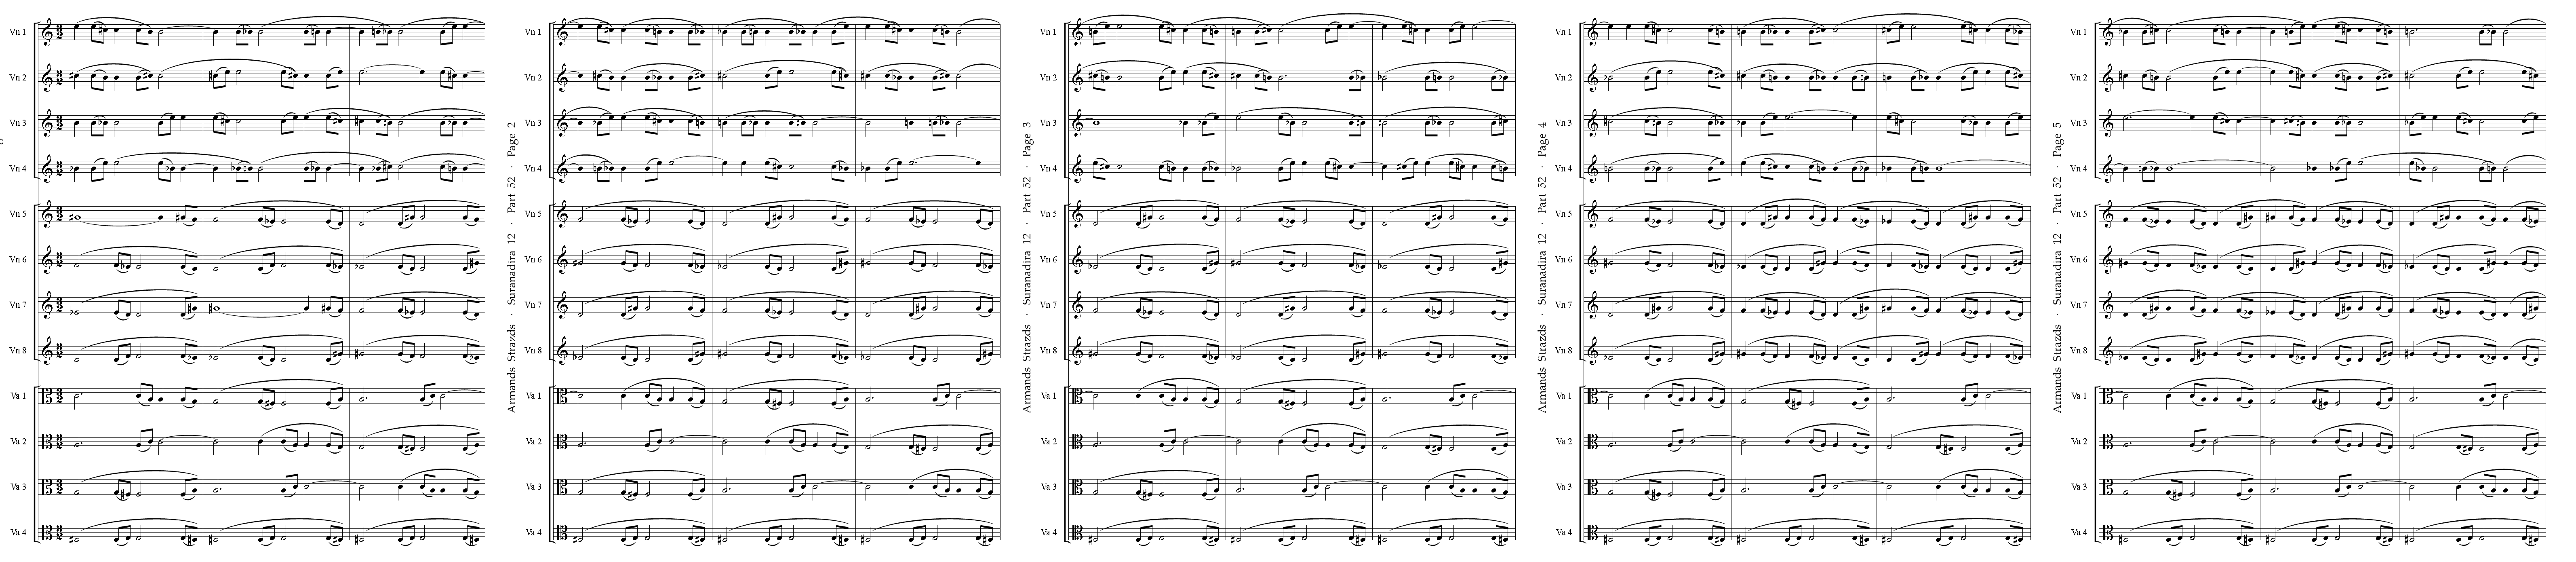 Vn 1
Vn 2
Vn 3
Vn 4
Vn 5
Vn 6
Vn 7
Vn 8
Va 1
Va 2
Va 3
Va 4
Armands Strazds · Suranadira 12 · Part 52 · Page 2
Vn 1
Vn 2
Vn 3
Vn 4
Vn 5
Vn 6
Vn 7
Vn 8
Va 1
Va 2
Va 3
Va 4
Armands Strazds · Suranadira 12 · Part 52 · Page 3
Vn 1
Vn 2
Vn 3
Vn 4
Vn 5
Vn 6
Vn 7
Vn 8
Va 1
Va 2
Va 3
Va 4
Armands Strazds · Suranadira 12 · Part 52 · Page 4
Vn 1
Vn 2
Vn 3
Vn 4
Vn 5
Vn 6
Vn 7
Vn 8
Va 1
Va 2
Va 3
Va 4
Armands Strazds · Suranadira 12 · Part 52 · Page 5
Vn 1
Vn 2
Vn 3
Vn 4
Vn 5
Vn 6
Vn 7
Vn 8
Va 1
Va 2
Va 3
Va 4